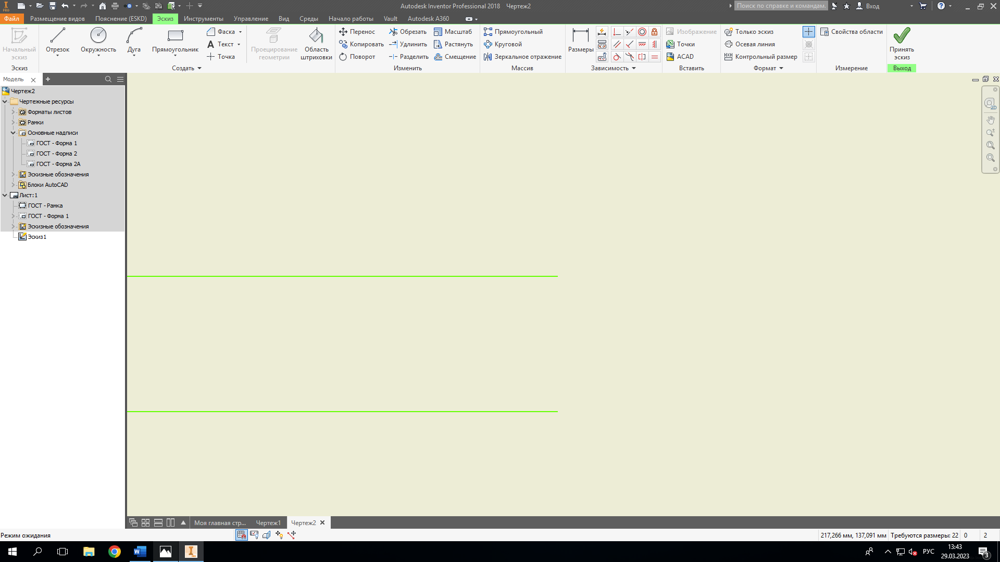 Autodesk Inventor Professional 2018 Чертеж2
Поиск по справке и командам.
Вход
Файл Размещение видов Пояснение (ESKD) Эскиз Инструменты Управление Вид Среды Начало работы Vault Autodesk A360
Начальный эскиз
Отрезок
Окружность
Дуга
Прямоугольник
Фаска
Текст
Точка
Проецирование геометрии
Область штриховки
Перенос
Копировать
Поворот
Обрезать
Удлинить
Разделить
Масштаб
Растянуть
Смещение
Прямоугольный
Круговой
Зеркальное отражение
Размеры
Изображение
Точки
ACAD
Только эскиз
Осевая линия
Контрольный размер
Свойства области
Принять эскиз
Эскиз Создать Изменить Массив Зависимость Вставить Формат Измерение Выход
Модель
Чертеж2
Чертежные ресурсы
Форматы листов
Рамки
Основные надписи
ГОСТ - Форма 1
ГОСТ - Форма 2
ГОСТ - Форма 2А
Эскизные обозначения
Блоки AutoCAD
Лист:1
ГОСТ - Рамка
ГОСТ - Форма 1
Эскизные обозначения
Эскиз1
2D
Моя главная стр... Чертеж1 Чертеж2
Режим ожидания
217,266 мм, 137,091 мм Требуются размеры: 22 0 2
РУС
13:43
29.03.2023
3